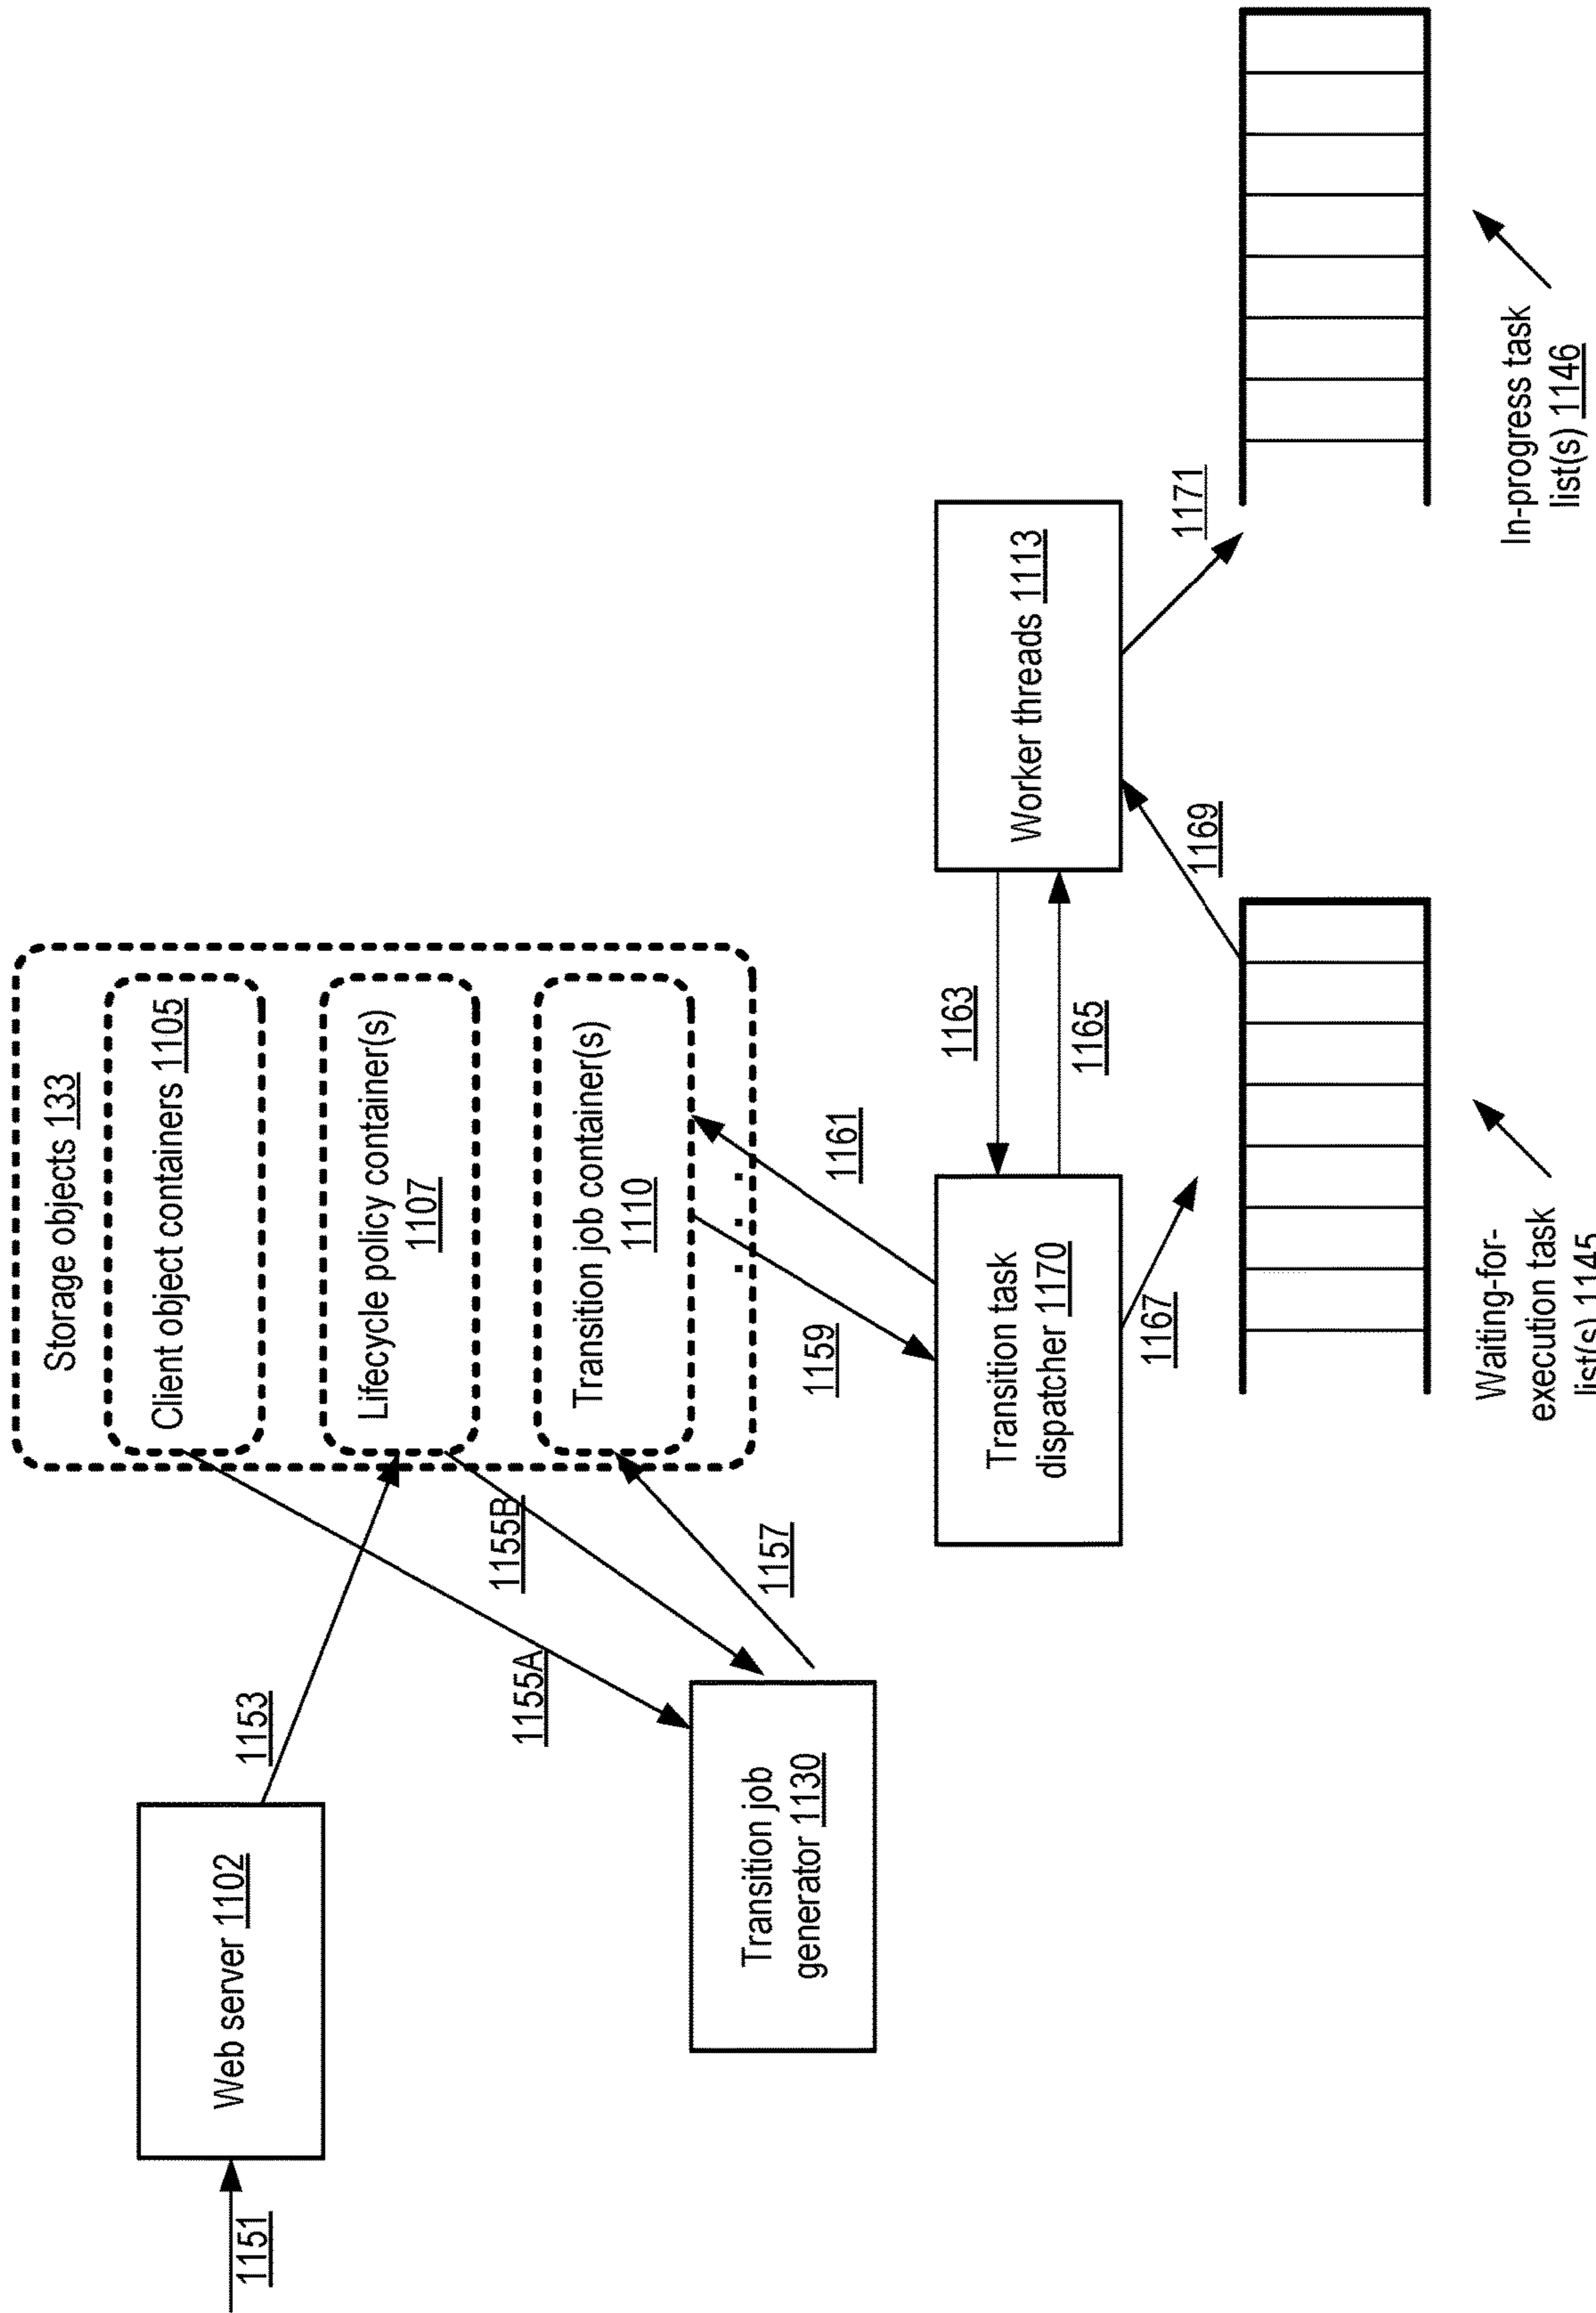 1151
Web server 1102
1153
Storage objects 133
Client object containers 1105
Lifecycle policy container(s)
1107
Transition job container(s)
1110
. . .
1155A
1155B
1157
Transition job
generator 1130
1159
1161
Transition task
dispatcher 1170
1163
1165
Worker threads 1113
1167
1169
1171
Waiting-for-
execution task
list(s) 1145
In-progress task
list(s) 1146